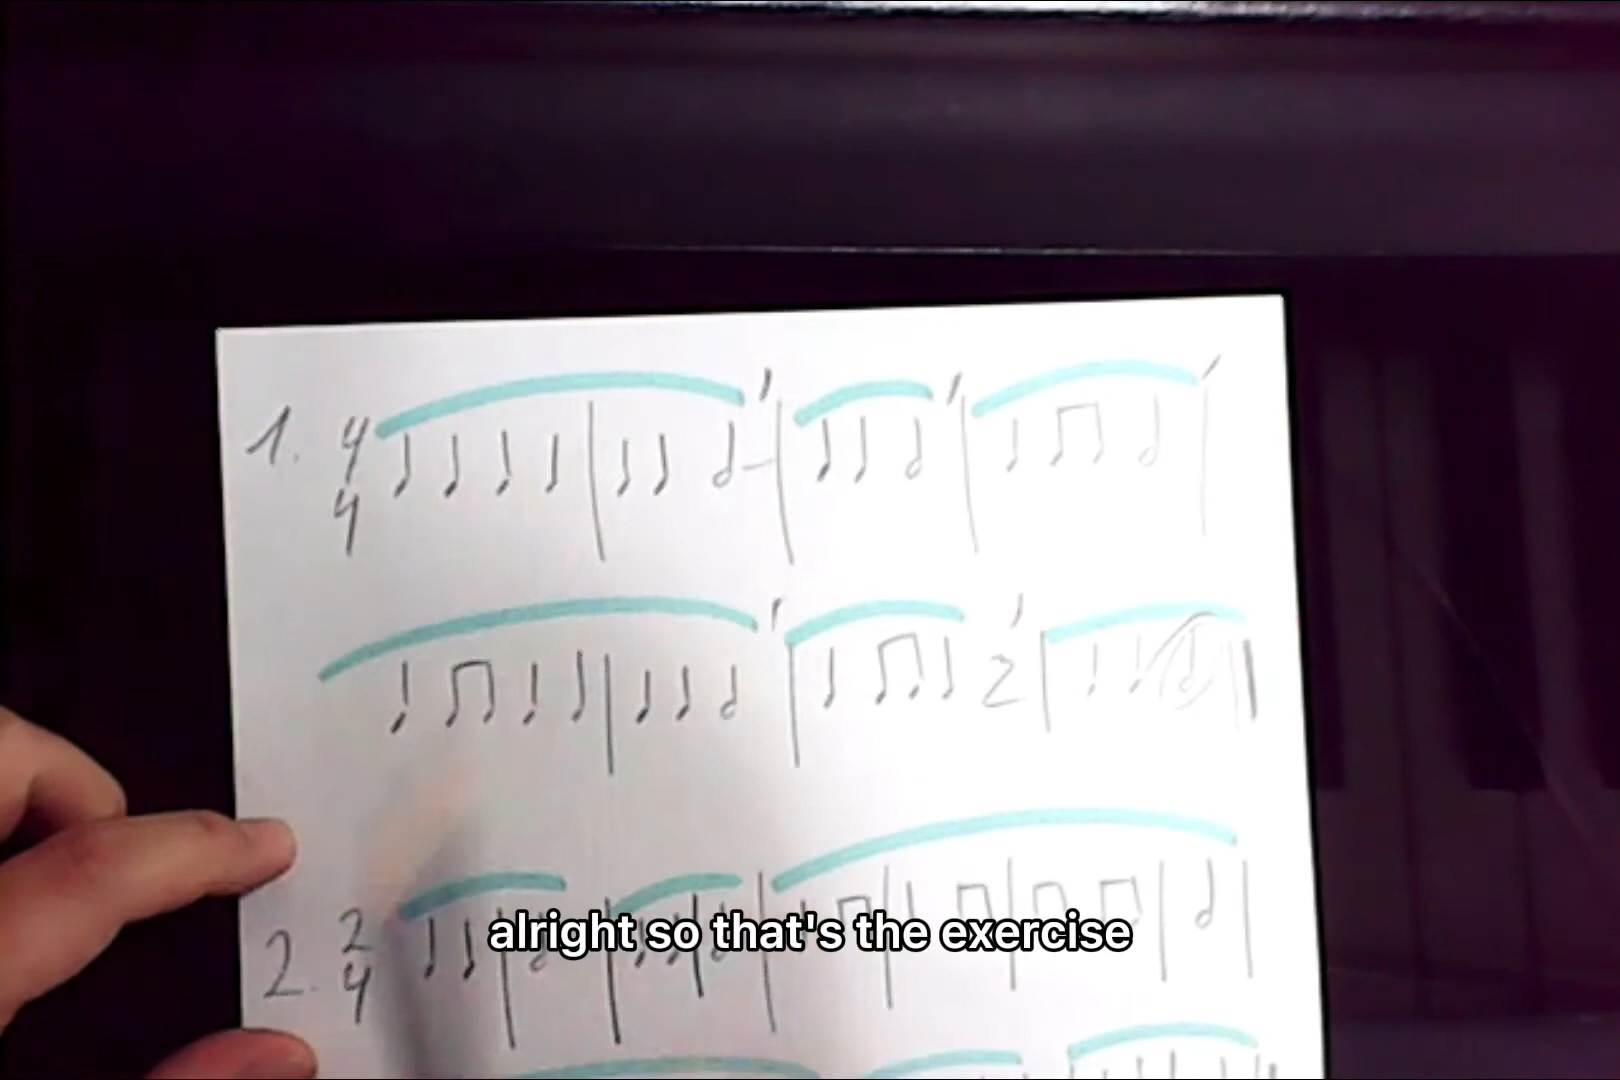 1. 4
4
2. 2
4
alright so that's the exercise